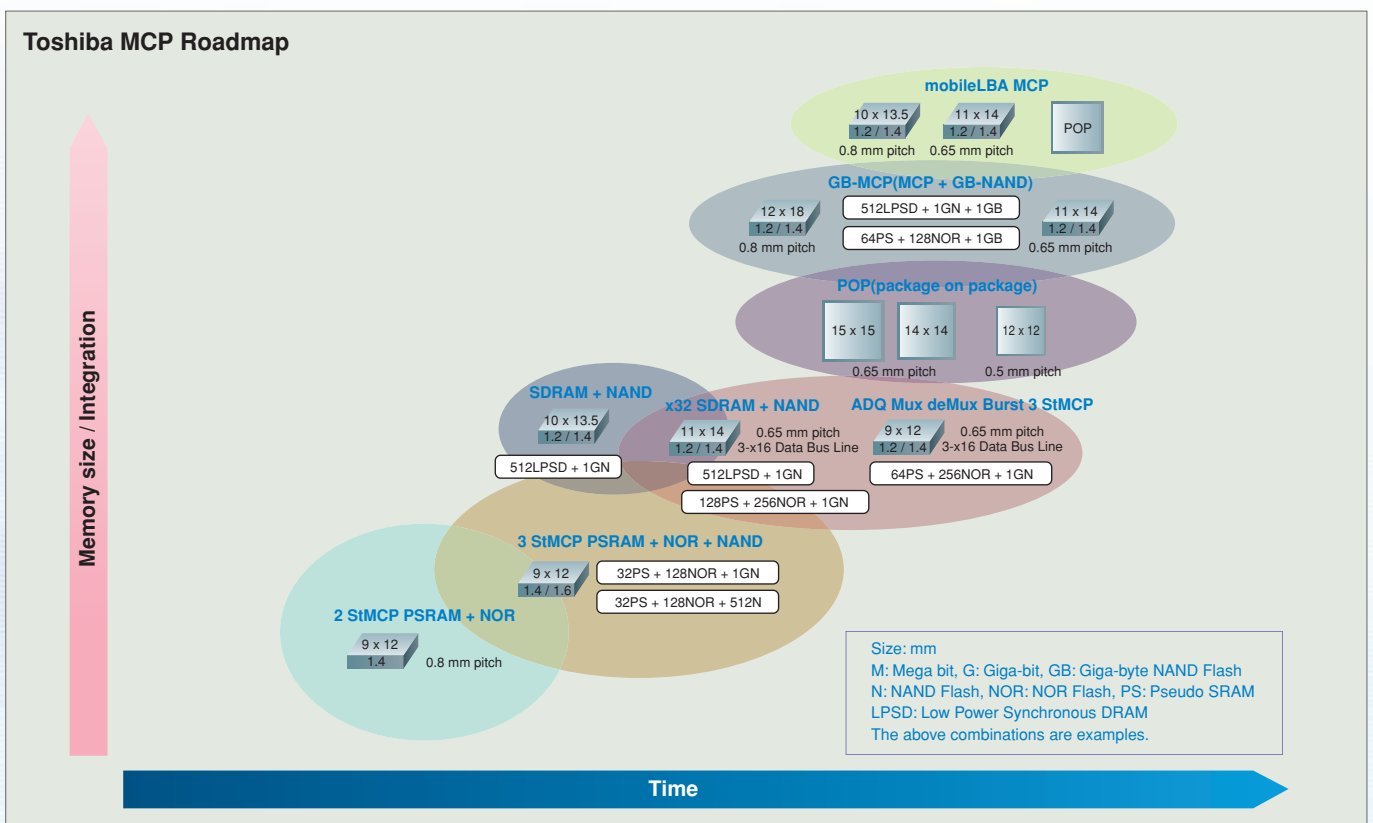 Toshiba MCP Roadmap
Memory size / Integration
mobileLBA MCP
10 x 13.5
1.2 / 1.4
0.8 mm pitch
11 x 14
1.2 / 1.4
0.65 mm pitch
POP
GB-MCP(MCP + GB-NAND)
12 x 18
1.2 / 1.4
0.8 mm pitch
512LPSD + 1GN + 1GB
64PS + 128NOR + 1GB
11 x 14
1.2 / 1.4
0.65 mm pitch
POP(package on package)
15 x 15
14 x 14
0.65 mm pitch
12 x 12
0.5 mm pitch
SDRAM + NAND
10 x 13.5
1.2 / 1.4
512LPSD + 1GN
x32 SDRAM + NAND
11 x 14
1.2 / 1.4
0.65 mm pitch
3-x16 Data Bus Line
512LPSD + 1GN
128PS + 256NOR + 1GN
ADQ Mux deMux Burst 3 StMCP
9 x 12
1.2 / 1.4
0.65 mm pitch
3-x16 Data Bus Line
64PS + 256NOR + 1GN
3 StMCP PSRAM + NOR + NAND
9 x 12
1.4 / 1.6
32PS + 128NOR + 1GN
32PS + 128NOR + 512N
2 StMCP PSRAM + NOR
9 x 12
1.4
0.8 mm pitch
Size: mm
M: Mega bit, G: Giga-bit, GB: Giga-byte NAND Flash
N: NAND Flash, NOR: NOR Flash, PS: Pseudo SRAM
LPSD: Low Power Synchronous DRAM
The above combinations are examples.
Time